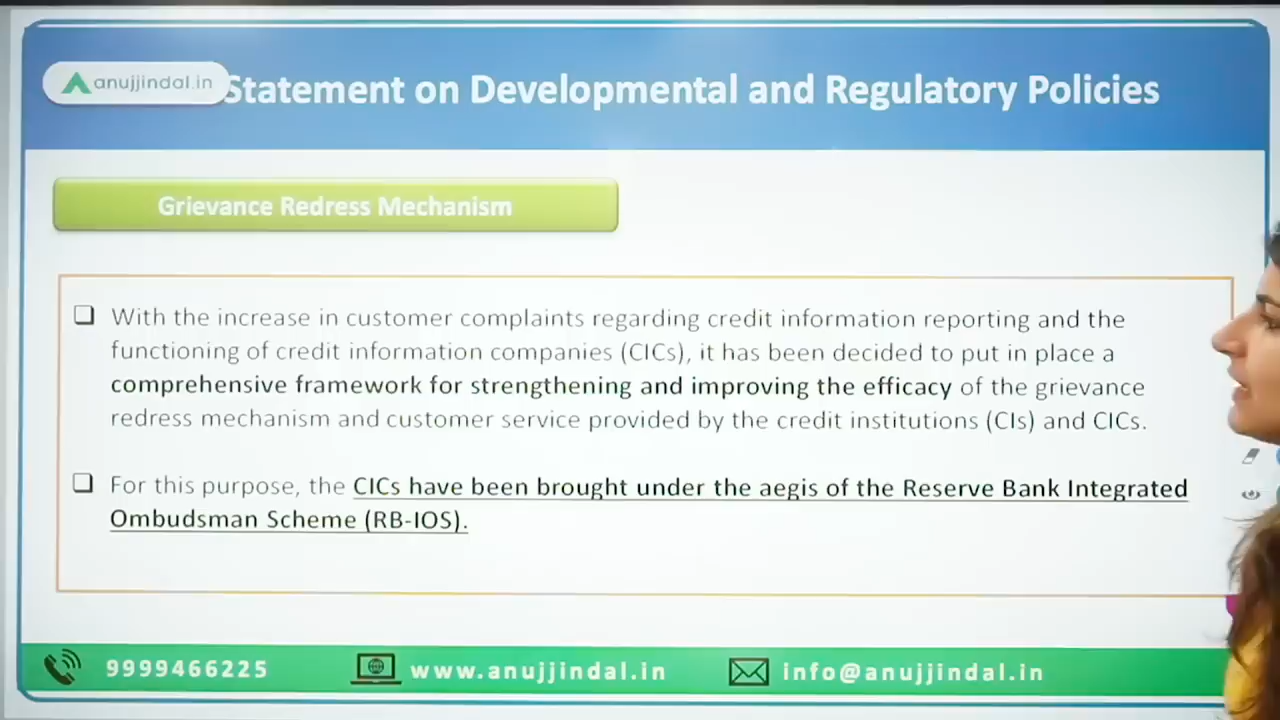 anujjindal.in
Statement on Developmental and Regulatory Policies
Grievance Redress Mechanism
With the increase in customer complaints regarding credit information reporting and the
functioning of credit information companies (CICs), it has been decided to put in place a
comprehensive framework for strengthening and improving the efficacy of the grievance
redress mechanism and customer service provided by the credit institutions (CIs) and CICs.
For this purpose, the CICs have been brought under the aegis of the Reserve Bank Integrated
Ombudsman Scheme (RB-IOS).
9999466225 www.anujjindal.in info@anujjindal.in